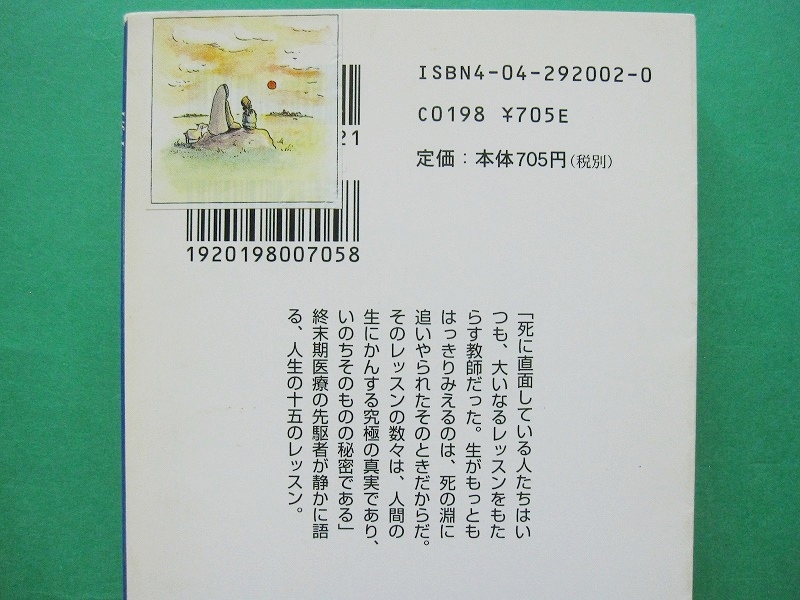 ISBN4-04-292002-0
C0198 ¥705E
定価：本体705円(税別)
21
1920198007058
「死に直面している人たちはい
つも、大いなるレッスンをもた
らす教師だった。生がもっとも
はっきりみえるのは、死の淵に
追いやられたそのときだからだ。
そのレッスンの数々は、人間の
生にかんする究極の真実であり、
いのちそのものの秘密である」
終末期医療の先駆者が静かに語
る、人生の十五のレッスン。